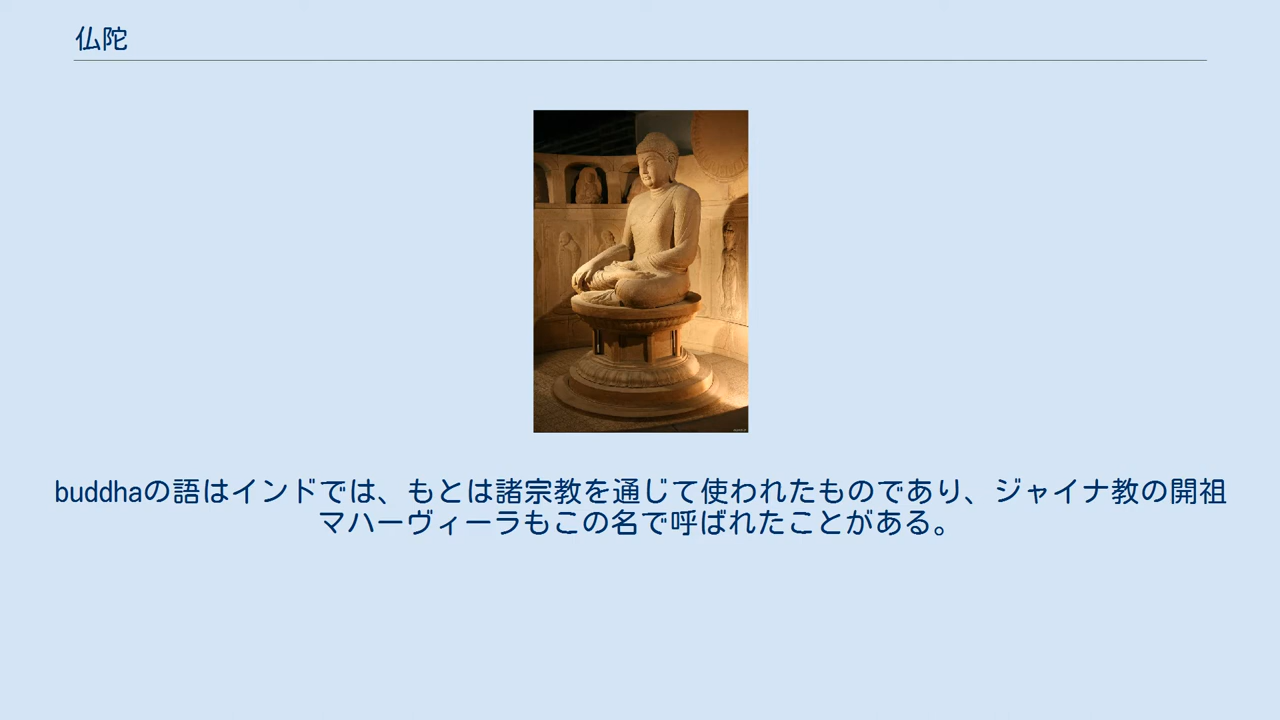 仏陀
buddhaの語はインドでは、もとは諸宗教を通じて使われたものであり、ジャイナ教の開祖
マハーヴィーラもこの名で呼ばれたことがある。